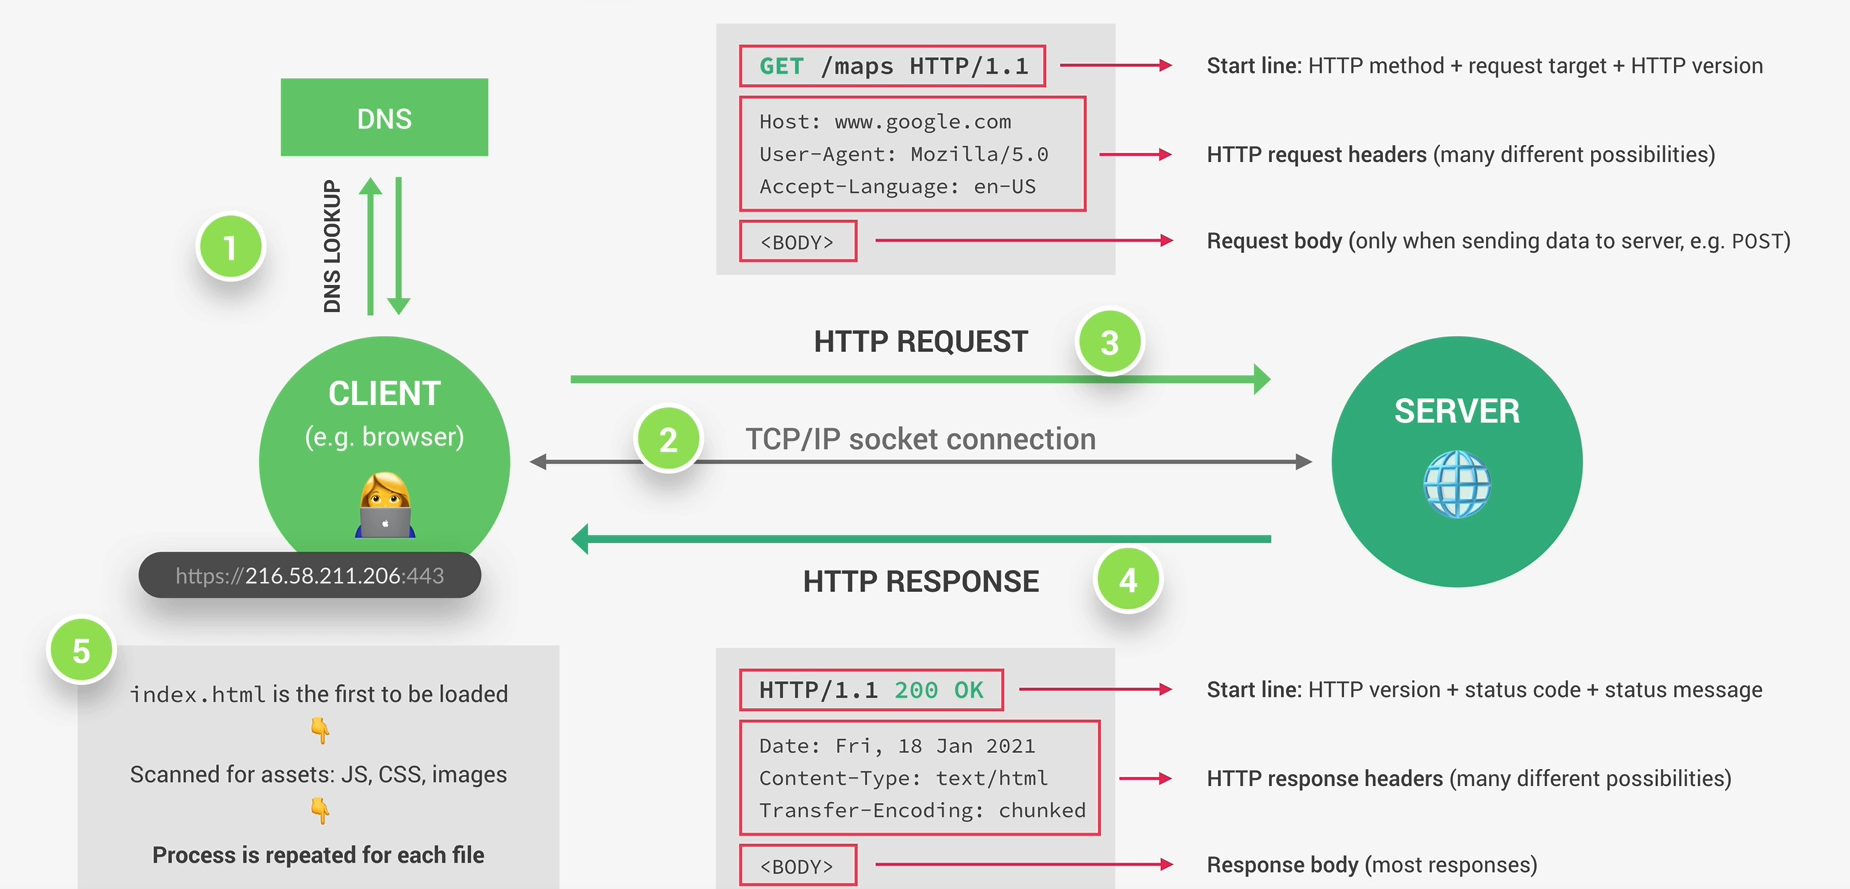 GET /maps HTTP/1.1
Start line: HTTP method + request target + HTTP version
DNS
Host: www.google.com
User-Agent: Mozilla/5.0
Accept-Language: en-US
HTTP request headers (many different possibilities)
<BODY>
Request body (only when sending data to server, e.g. POST)
1
DNS LOOKUP
HTTP REQUEST
3
CLIENT
(e.g. browser)
2
TCP/IP socket connection
SERVER
https://216.58.211.206:443
HTTP RESPONSE
4
5
index.html is the first to be loaded
Scanned for assets: JS, CSS, images
Process is repeated for each file
HTTP/1.1 200 OK
Start line: HTTP version + status code + status message
Date: Fri, 18 Jan 2021
Content-Type: text/html
Transfer-Encoding: chunked
HTTP response headers (many different possibilities)
<BODY>
Response body (most responses)